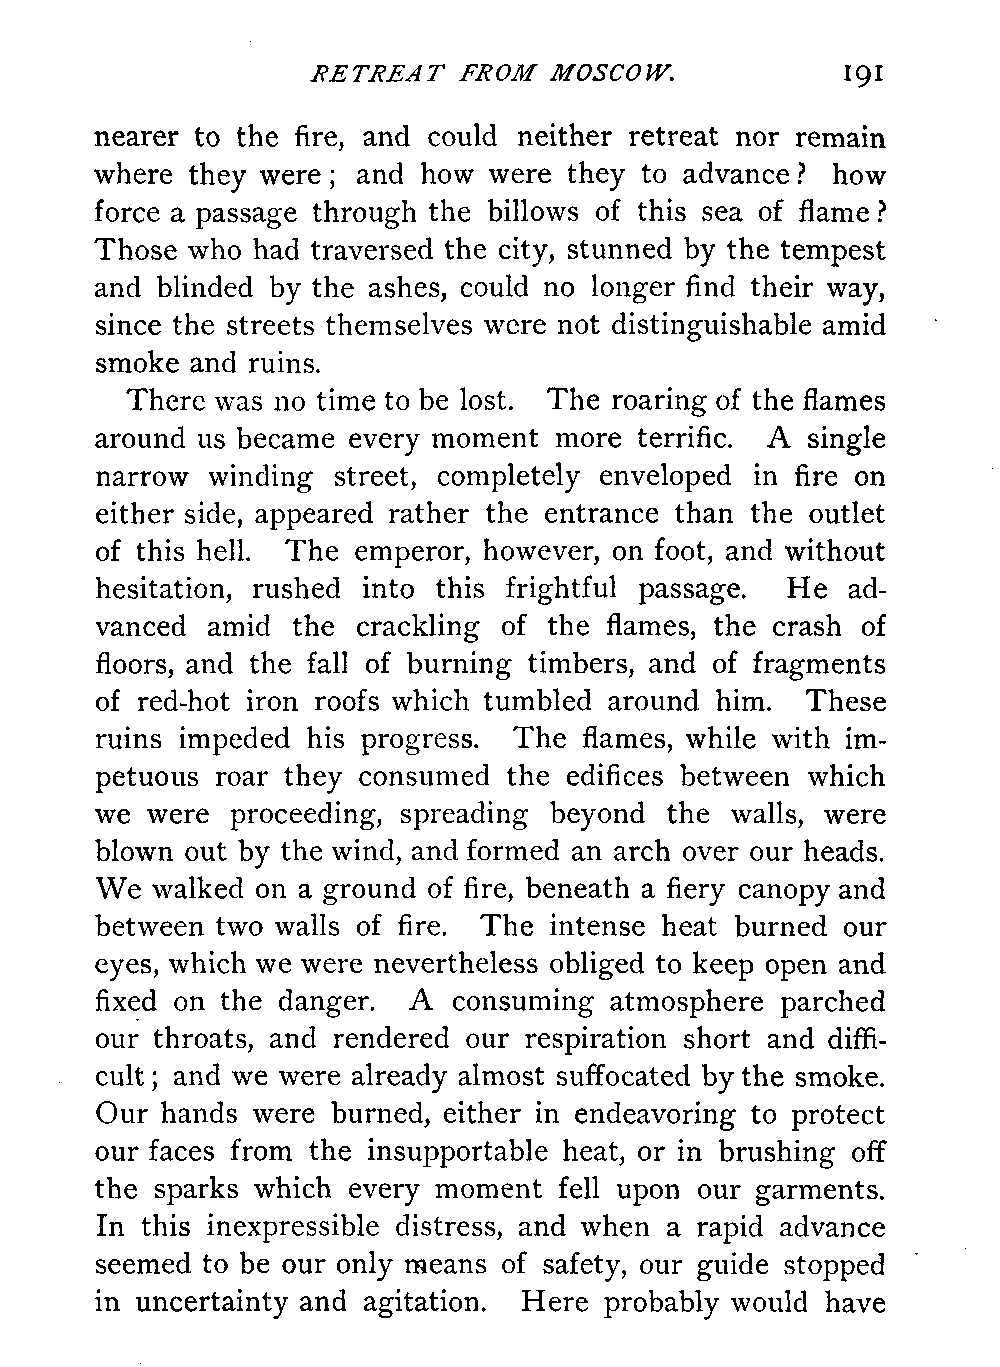 RETREAT FROM MOSCOW. 191
nearer to the fire, and could neither retreat nor remain
where they were; and how were they to advance? how
force a passage through the billows of this sea of flame?
Those who had traversed the city, stunned by the tempest
and blinded by the ashes, could no longer find their way,
since the streets themselves were not distinguishable amid
smoke and ruins.
There was no time to be lost. The roaring of the flames
around us became every moment more terrific. A single
narrow winding street, completely enveloped in fire on
either side, appeared rather the entrance than the outlet
of this hell. The emperor, however, on foot, and without
hesitation, rushed into this frightful passage. He ad-
vanced amid the crackling of the flames, the crash of
floors, and the fall of burning timbers, and of fragments
of red-hot iron roofs which tumbled around him. These
ruins impeded his progress. The flames, while with im-
petuous roar they consumed the edifices between which
we were proceeding, spreading beyond the walls, were
blown out by the wind, and formed an arch over our heads.
We walked on a ground of fire, beneath a fiery canopy and
between two walls of fire. The intense heat burned our
eyes, which we were nevertheless obliged to keep open and
fixed on the danger. A consuming atmosphere parched
our throats, and rendered our respiration short and diffi-
cult; and we were already almost suffocated by the smoke.
Our hands were burned, either in endeavoring to protect
our faces from the insupportable heat, or in brushing off
the sparks which every moment fell upon our garments.
In this inexpressible distress, and when a rapid advance
seemed to be our only means of safety, our guide stopped
in uncertainty and agitation. Here probably would have